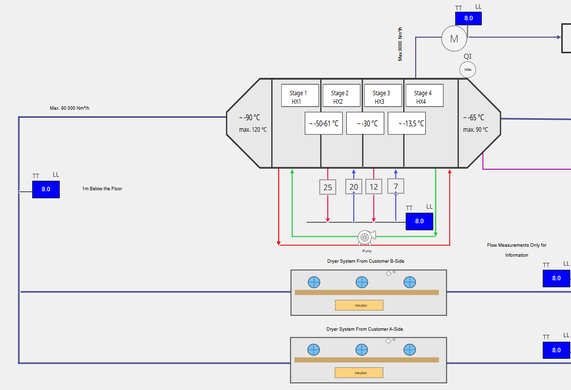 TT LL
8.0
Max.9000 Nm³/h
M
QI
Stage 1 HX1
Stage 2 HX2
Stage 3 HX3
Stage 4 HX4
~ -90 °C
max. 120 °C
~ -50-61 °C
~ -30 °C
~ -13,5 °C
~ -65 °C
max. 90 °C
Max. 90.000 Nm³/h
TT LL
8.0
1m Below the Floor
25
20
12
7
TT LL
8.0
Pump
Flow Measurements Only for
Information
Dryer System From Customer B-Side
TT LL
8.0
Dryer System From Customer A-Side
TT LL
8.0